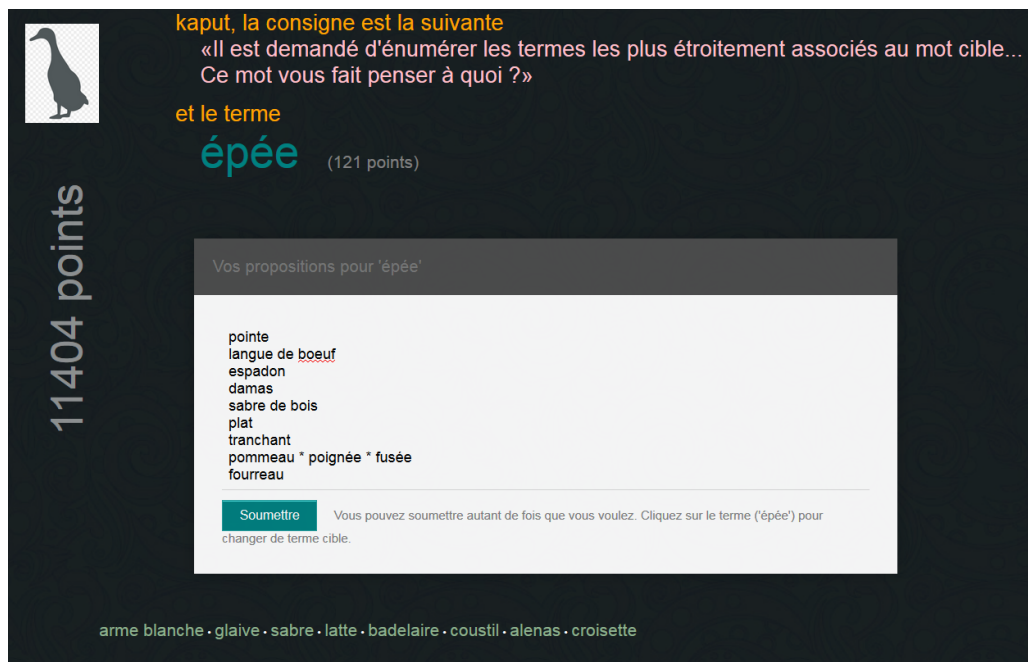 kaput, la consigne est la suivante
«Il est demandé d'énumérer les termes les plus étroitement associés au mot cible...
Ce mot vous fait penser à quoi ?»
et le terme
épée (121 points)
11404 points
Vos propositions pour 'épée'
pointe
langue de boeuf
espadon
damas
sabre de bois
plat
tranchant
pommeau * poignée * fusée
fourreau
Soumettre Vous pouvez soumettre autant de fois que vous voulez. Cliquez sur le terme ('épée') pour
changer de terme cible.
arme blanche • glaive • sabre • latte • badelaire • coustil • alenas • croisette